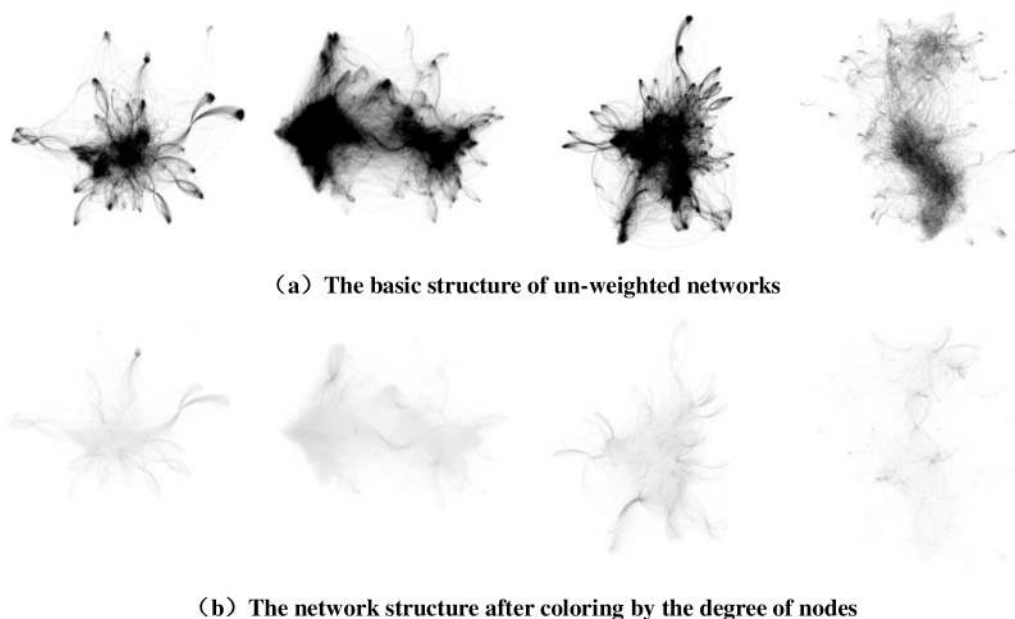 （a）The basic structure of un-weighted networks
（b）The network structure after coloring by the degree of nodes